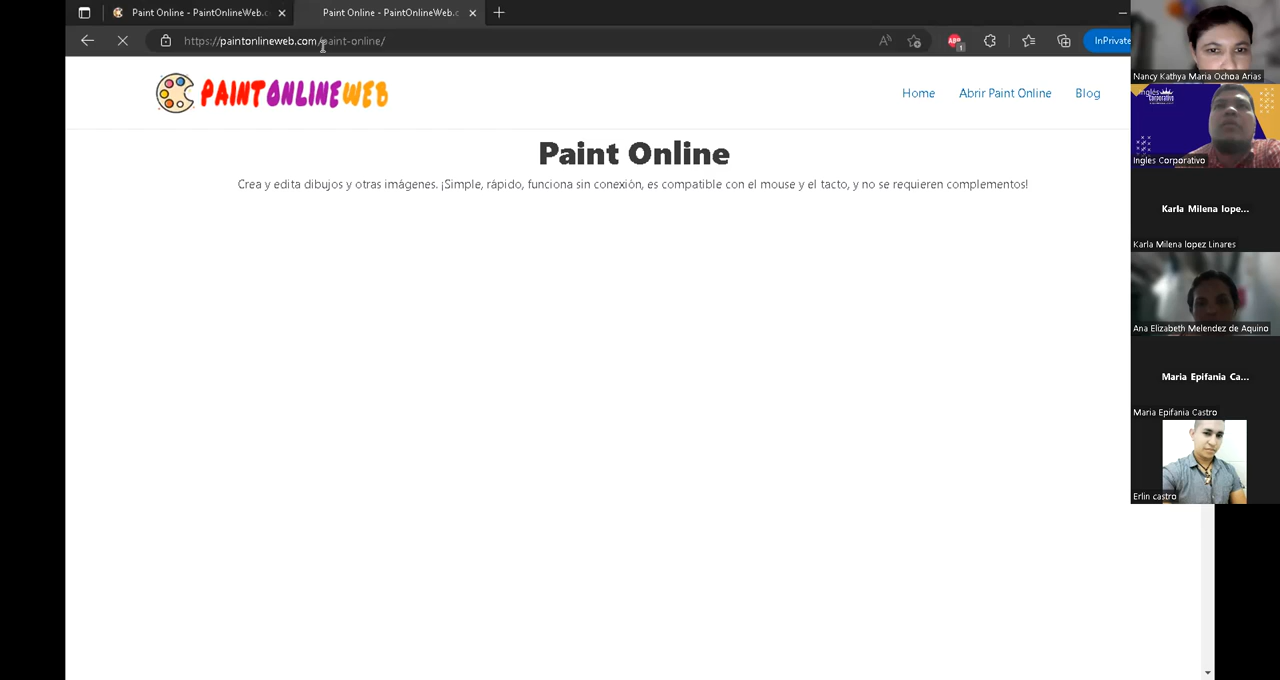 Paint Online - PaintOnlineWeb.c
Paint Online - PaintOnlineWeb.c
https://paintonlineweb.com/paint-online/
ABP
1
InPrivate
PAINTONLINEWEB
Home
Abrir Paint Online
Blog
Paint Online
Crea y edita dibujos y otras imágenes. ¡Simple, rápido, funciona sin conexión, es compatible con el mouse y el tacto, y no se requieren complementos!
Nancy Kathya Maria Ochoa Arias
Inglés
Corporativo
Ingles Corporativo
Karla Milena lope...
Karla Milena lopez Linares
Ana Elizabeth Melendez de Aquino
Maria Epifania Ca...
Maria Epifania Castro
Erlin castro